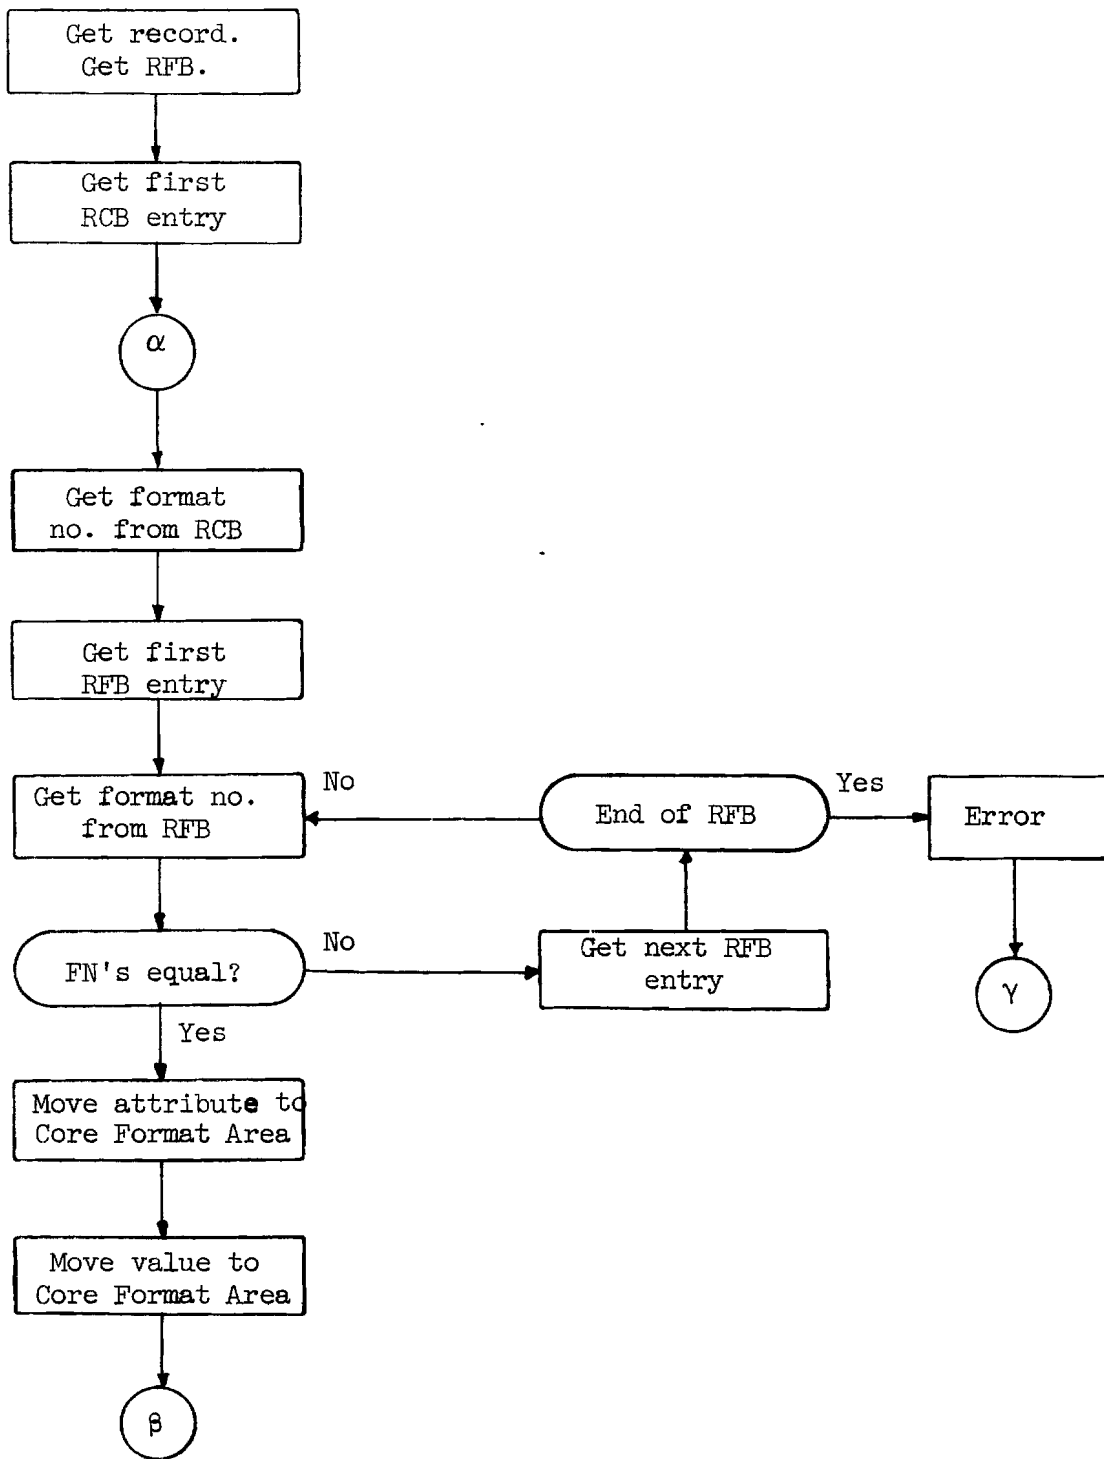 Get record.
Get RFB.
Get first
RCB entry
α
Get format
no. from RCB
Get first
RFB entry
Get format no.
from RFB
No
End of RFB
Yes
Error
FN's equal?
No
Get next RFB
entry
γ
Yes
Move attribute to
Core Format Area
Move value to
Core Format Area
β